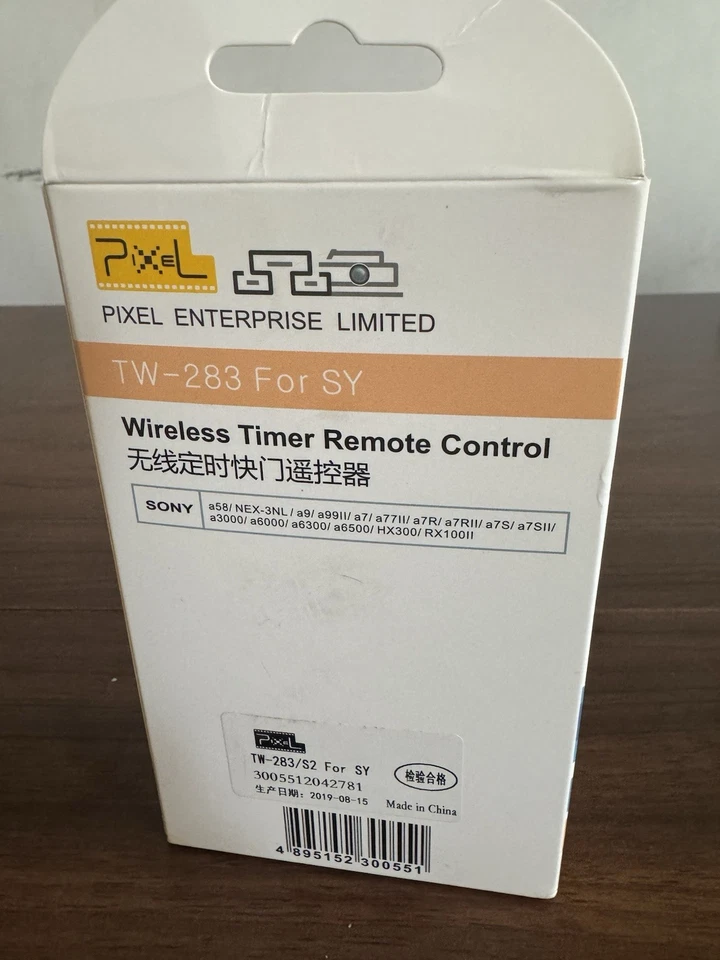 PIXEL
PIXEL ENTERPRISE LIMITED
TW-283 For SY
Wireless Timer Remote Control
无线定时快门遥控器
SONY
a58/ NEX-3NL / a9/ a99II/ a7/ a77II/ a7R/ a7RII/ a7S/ a7SII/
a3000/ a6000/ a6300/ a6500/ HX300/ RX100II
PIXEL
TW-283/S2 For SY
3005512042781
检验合格
生产日期: 2019-08-15
Made in China
4 895152 300551